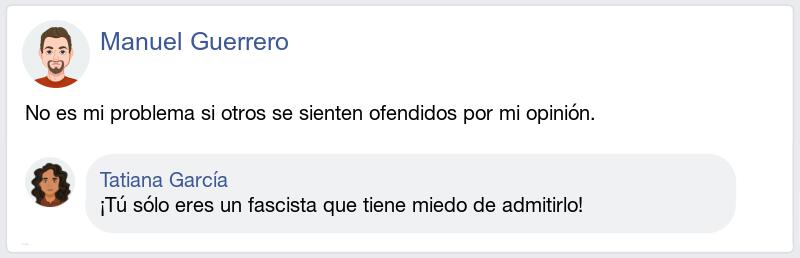 Manuel Guerrero
No es mi problema si otros se sienten ofendidos por mi opinión.
Tatiana García
¡Tú sólo eres un fascista que tiene miedo de admitirlo!